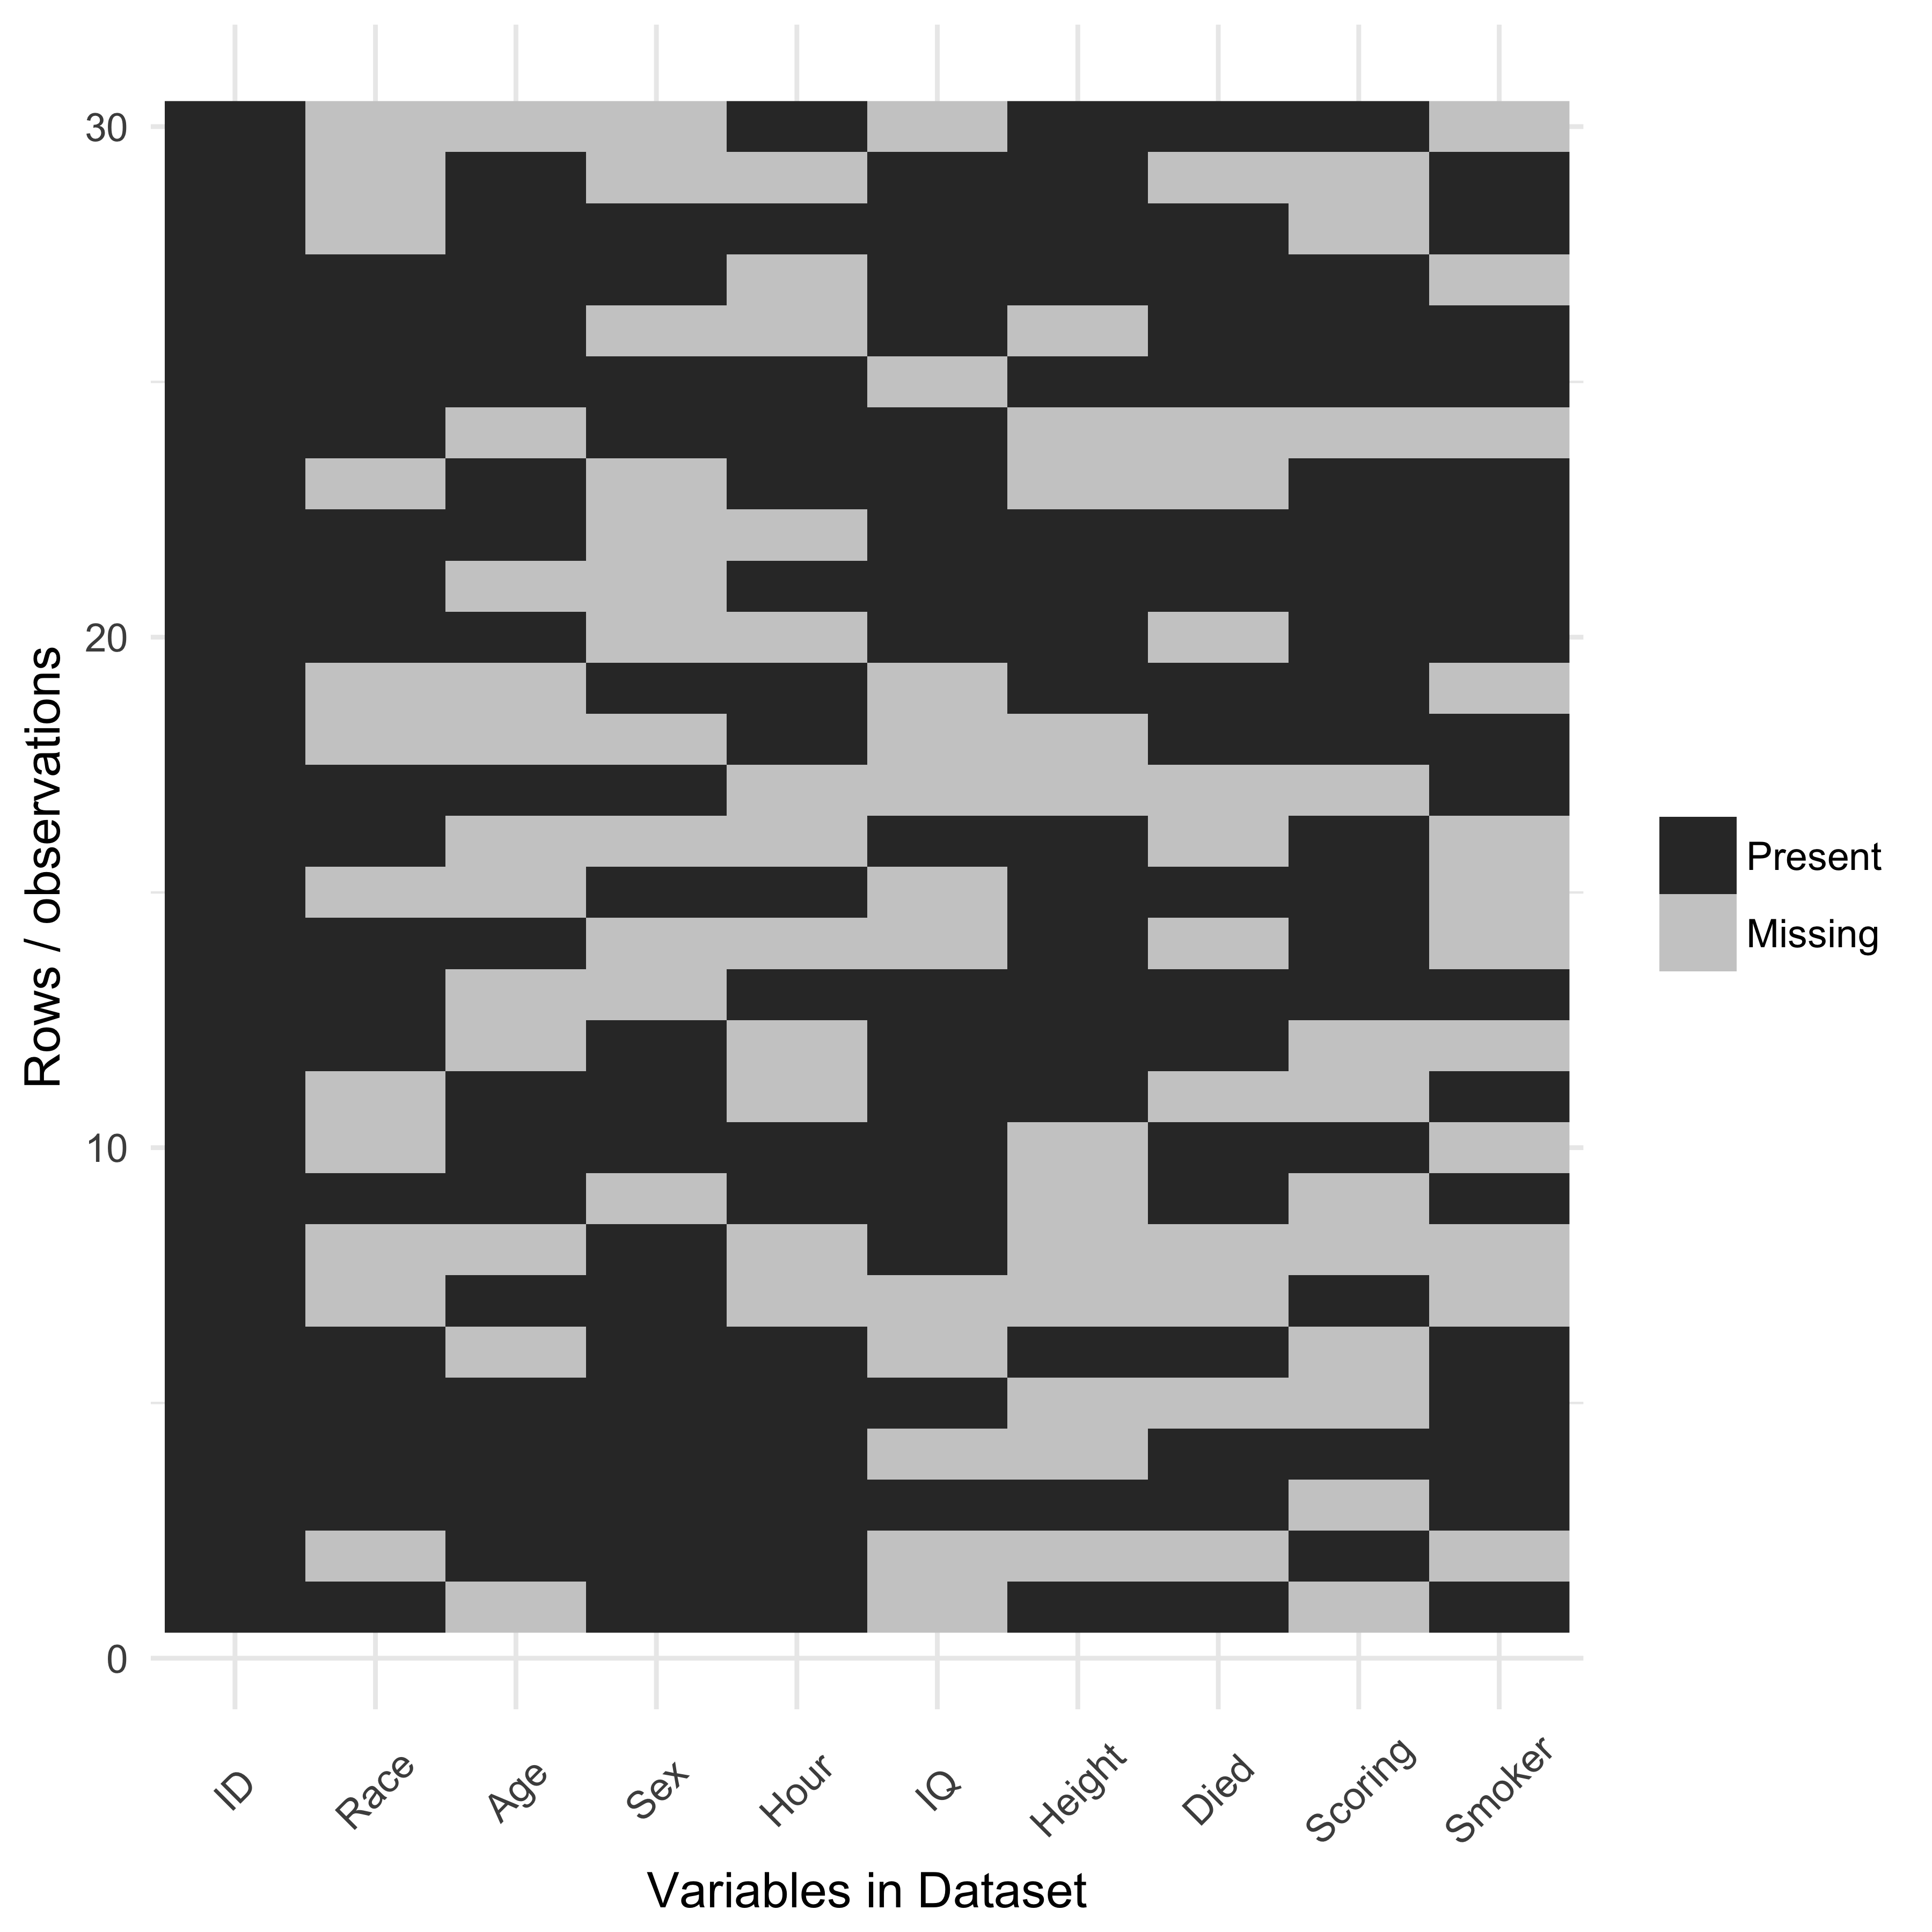 30
20
10
0
Rows / observations
ID
Race
Age
Sex
Hour
IQ
Height
Died
Scoring
Smoker
Variables in Dataset
Present
Missing